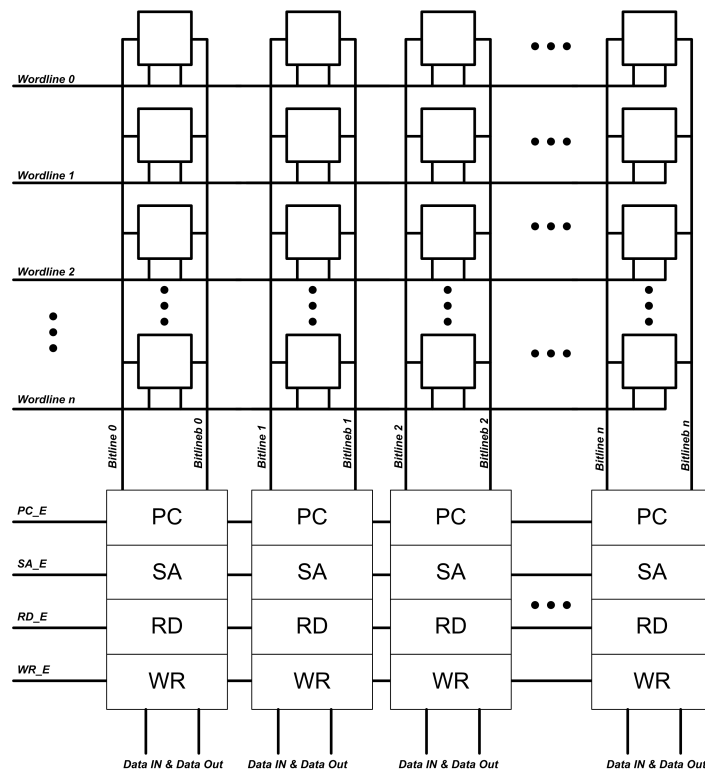 Wordline 0
Wordline 1
Wordline 2
Wordline n
Bitline 0
Bitlineb 0
Bitline 1
Bitlineb 1
Bitline 2
Bitlineb 2
Bitline n
Bitlineb n
PC_E PC PC PC PC
SA_E SA SA SA SA
RD_E RD RD RD RD
WR_E WR WR WR WR
Data IN & Data Out Data IN & Data Out Data IN & Data Out Data IN & Data Out